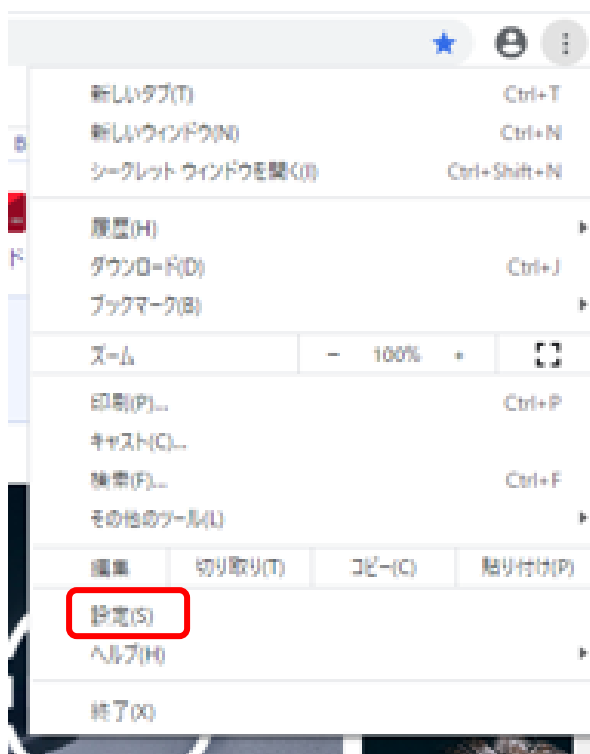 新しいタブ(T) Ctrl+T
新しいウィンドウ(N) Ctrl+N
シークレット ウィンドウを開く(I) Ctrl+Shift+N
履歴(H)
ダウンロード(D) Ctrl+J
ブックマーク(B)
ズーム - 100% +
印刷(P)... Ctrl+P
キャスト(C)...
検索(F)... Ctrl+F
その他のツール(L)
編集 切り取り(T) コピー(C) 貼り付け(P)
設定(S)
ヘルプ(H)
終了(X)
ド